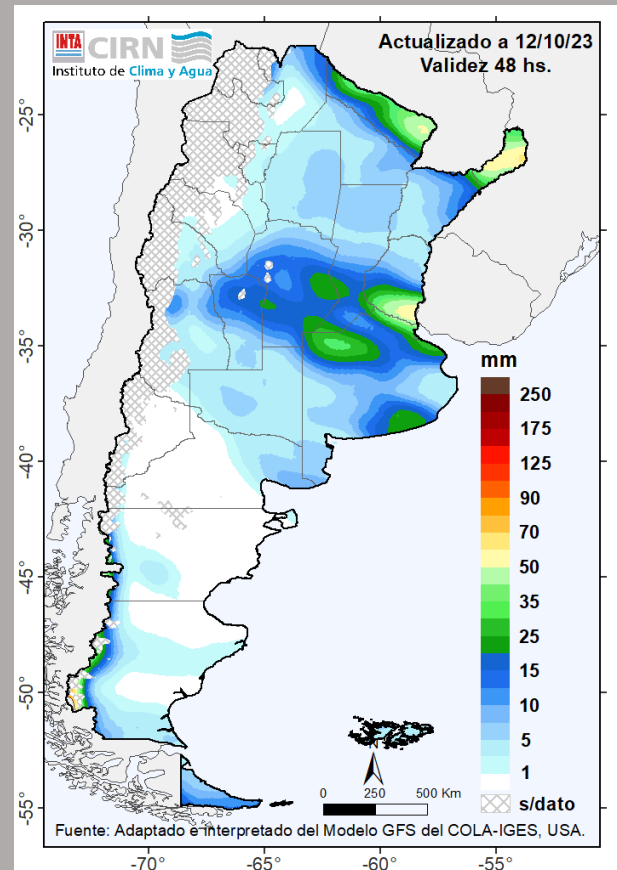 INTA CIRN
Instituto de Clima y Agua
Actualizado a 12/10/23
Validez 48 hs.
-25°
-30°
-35°
-40°
-45°
-50°
-55°
mm
250
175
125
90
70
50
35
25
15
10
5
1
s/dato
N
0 250 500 Km
Fuente: Adaptado e interpretado del Modelo GFS del COLA-IGES, USA.
-70° -65° -60° -55°